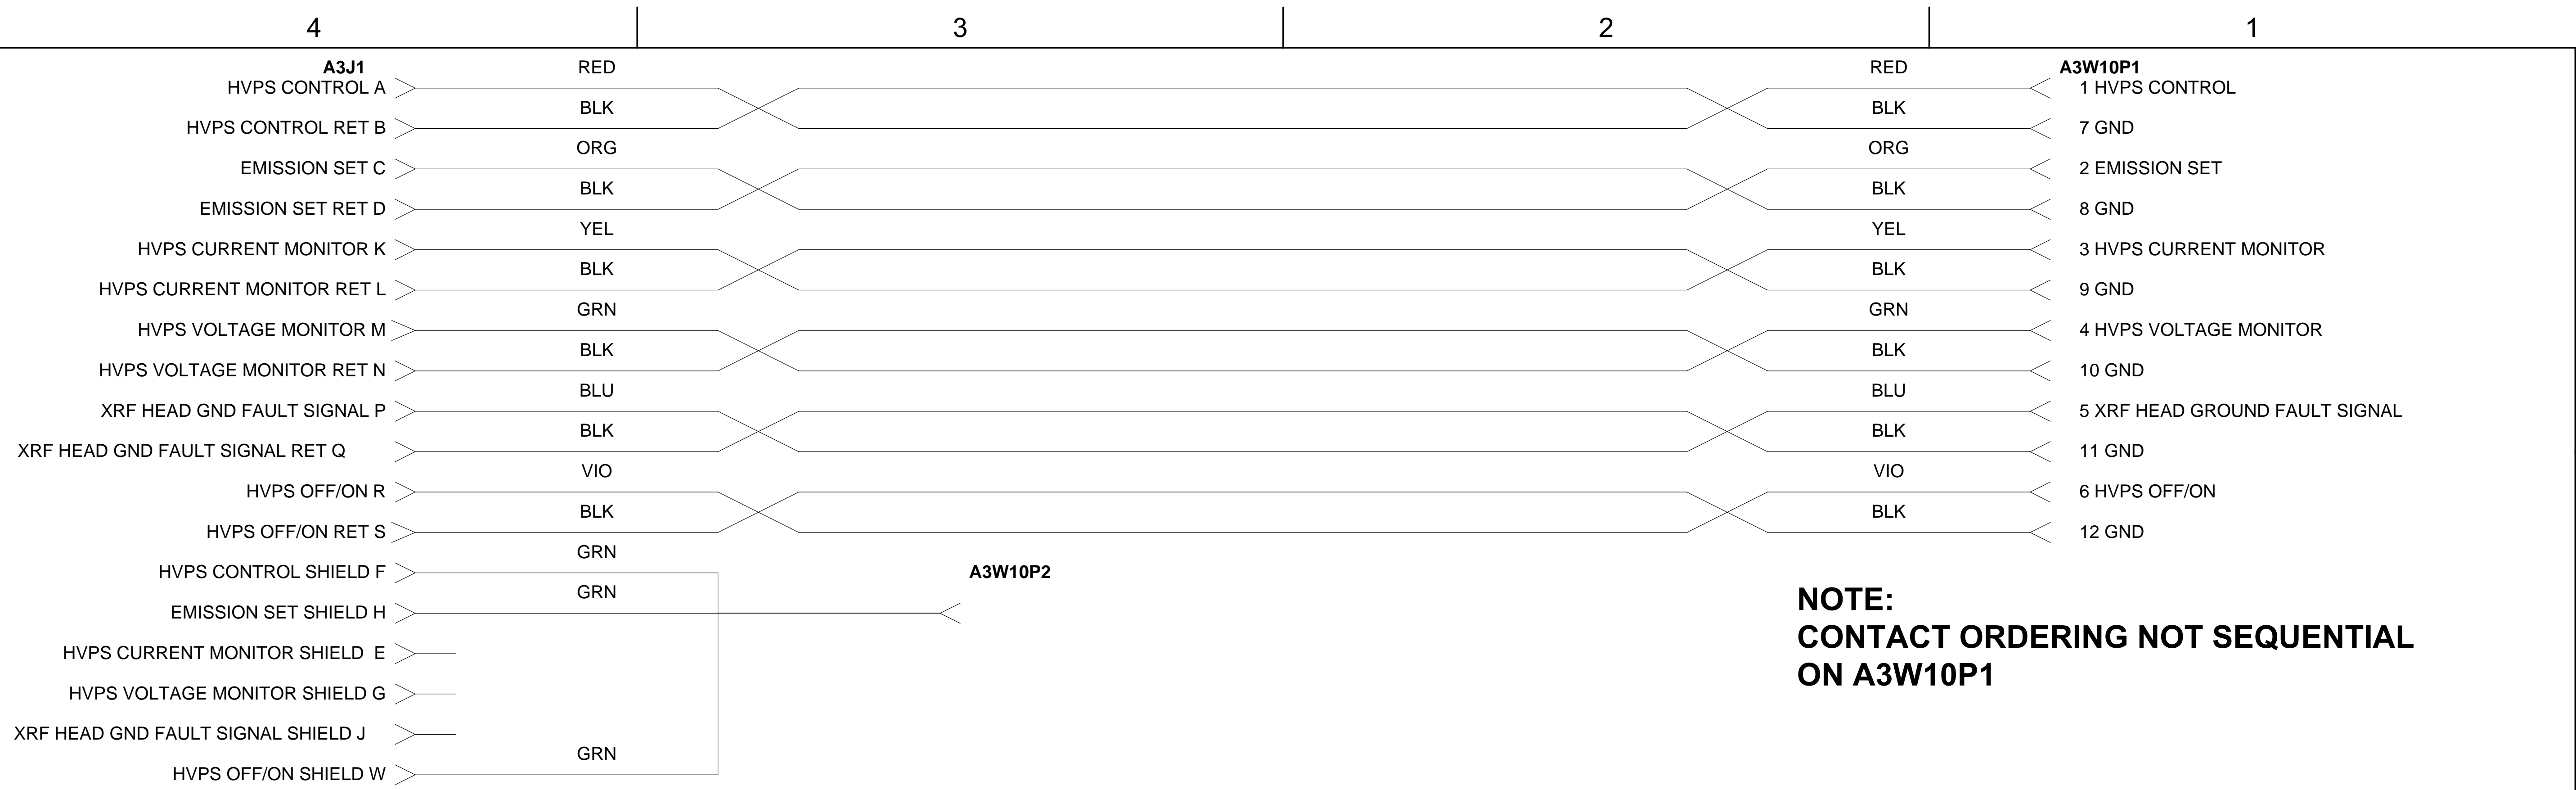 4 3 2 1
A3J1 RED RED A3W10P1
HVPS CONTROL A 1 HVPS CONTROL
BLK BLK
HVPS CONTROL RET B 7 GND
ORG ORG
EMISSION SET C 2 EMISSION SET
BLK BLK
EMISSION SET RET D 8 GND
YEL YEL
HVPS CURRENT MONITOR K 3 HVPS CURRENT MONITOR
BLK BLK
HVPS CURRENT MONITOR RET L 9 GND
GRN GRN
HVPS VOLTAGE MONITOR M 4 HVPS VOLTAGE MONITOR
BLK BLK
HVPS VOLTAGE MONITOR RET N 10 GND
BLU BLU
XRF HEAD GND FAULT SIGNAL P 5 XRF HEAD GROUND FAULT SIGNAL
BLK BLK
XRF HEAD GND FAULT SIGNAL RET Q 11 GND
VIO VIO
HVPS OFF/ON R 6 HVPS OFF/ON
BLK BLK
HVPS OFF/ON RET S 12 GND
GRN
HVPS CONTROL SHIELD F A3W10P2
GRN
EMISSION SET SHIELD H
HVPS CURRENT MONITOR SHIELD E
HVPS VOLTAGE MONITOR SHIELD G
XRF HEAD GND FAULT SIGNAL SHIELD J
GRN
HVPS OFF/ON SHIELD W
NOTE:
CONTACT ORDERING NOT SEQUENTIAL
ON A3W10P1